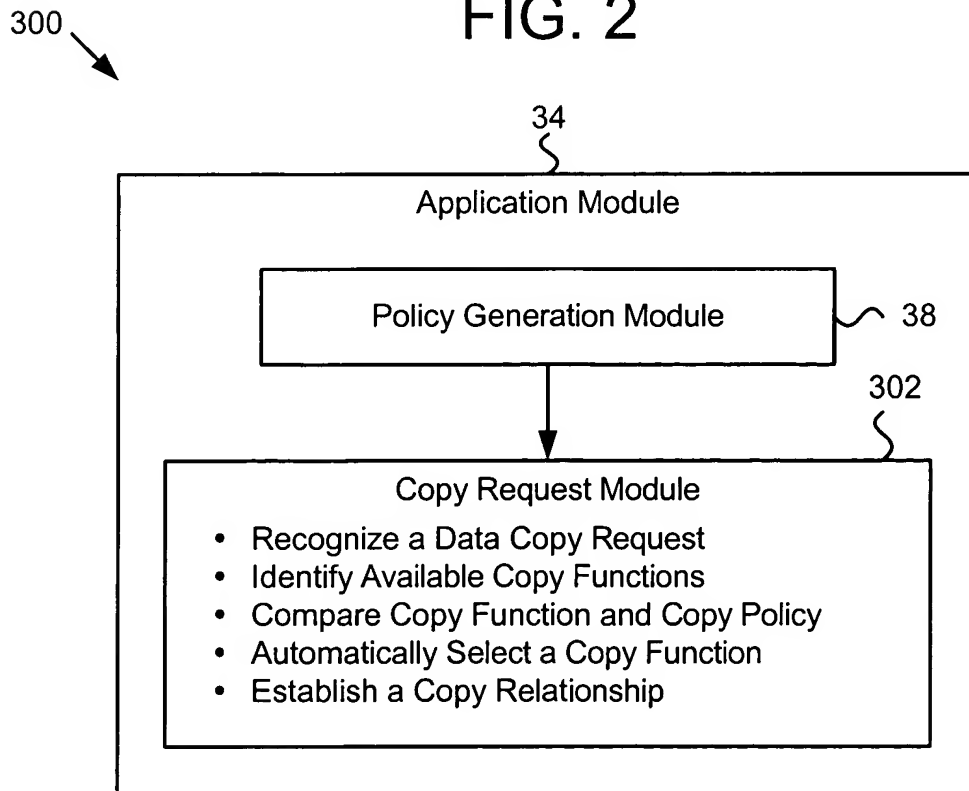 FIG. 2
300
34
Application Module
Policy Generation Module
38
302
Copy Request Module
• Recognize a Data Copy Request
• Identify Available Copy Functions
• Compare Copy Function and Copy Policy
• Automatically Select a Copy Function
• Establish a Copy Relationship